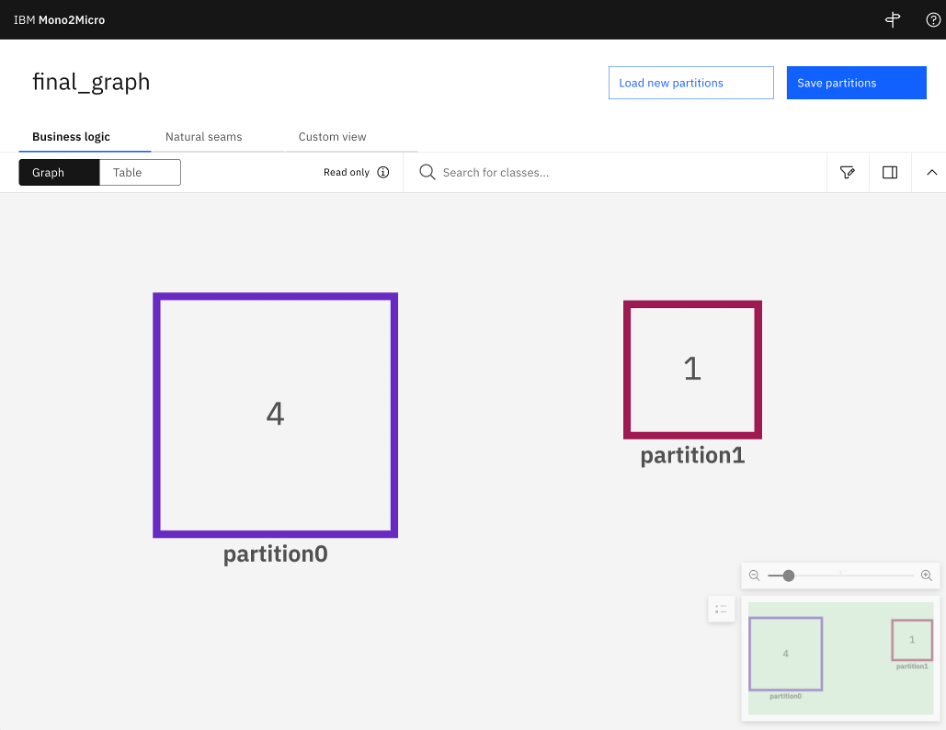 IBM Mono2Micro
final_graph
Load new partitions
Save partitions
Business logic
Natural seams
Custom view
Graph
Table
Read only
Search for classes...
4
partition0
1
partition1
4
partition0
1
partition1